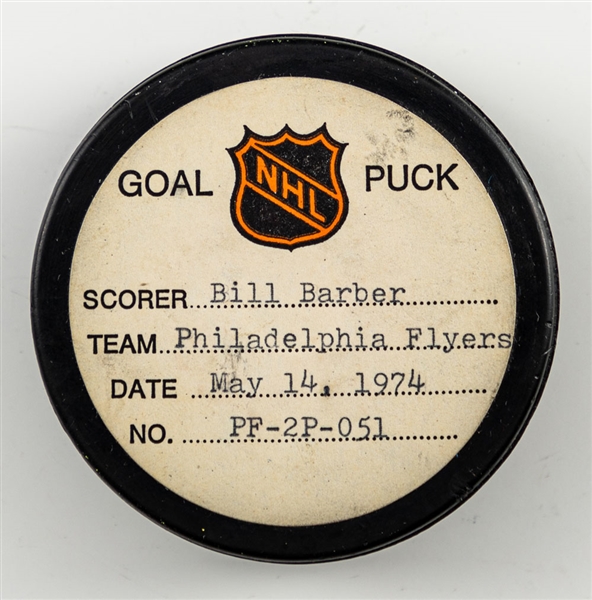 GOAL NHL PUCK
SCORER Bill Barber
TEAM Philadelphia Flyers
DATE May 14, 1974
NO. PF-2P-051